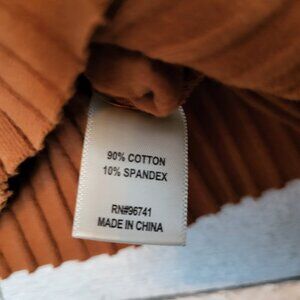 90% COTTON
10% SPANDEX
RN#96741
MADE IN CHINA